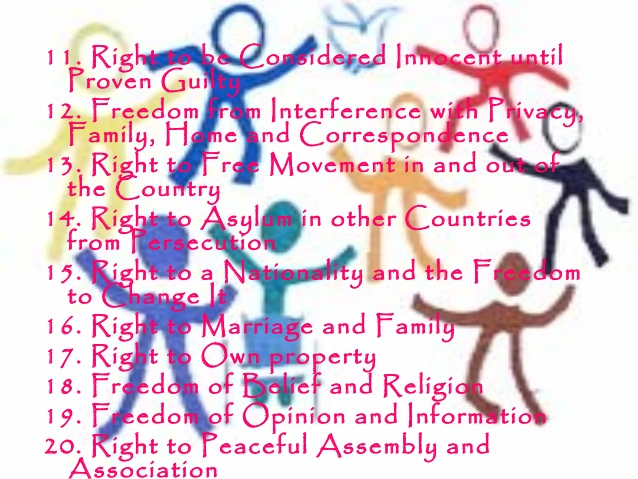 11. Right to be Considered Innocent until
Proven Guilty
12. Freedom from Interference with Privacy,
Family, Home and Correspondence
13. Right to Free Movement in and out of
the Country
14. Right to Asylum in other Countries
from Persecution
15. Right to a Nationality and the Freedom
to Change It
16. Right to Marriage and Family
17. Right to Own property
18. Freedom of Belief and Religion
19. Freedom of Opinion and Information
20. Right to Peaceful Assembly and
Association